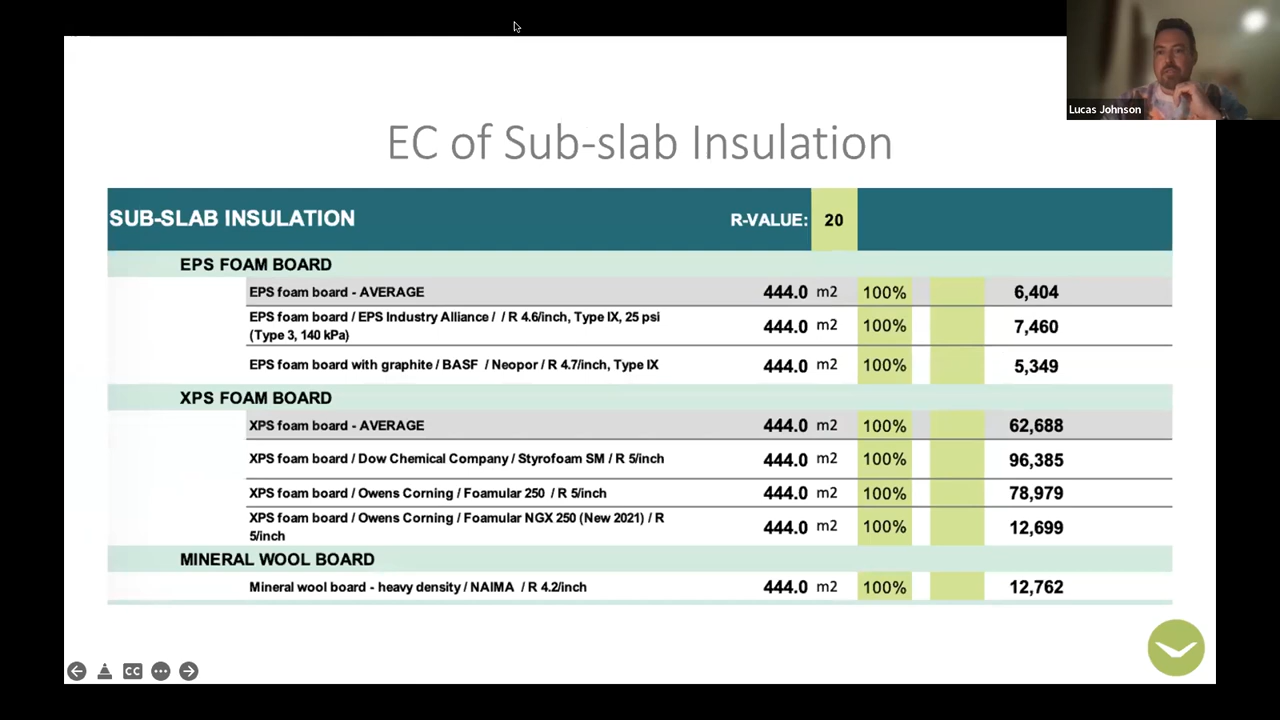 Lucas Johnson
EC of Sub-slab Insulation
SUB-SLAB INSULATION R-VALUE: 20
EPS FOAM BOARD
EPS foam board - AVERAGE 444.0 m2 100% 6,404
EPS foam board / EPS Industry Alliance / / R 4.6/inch, Type IX, 25 psi
(Type 3, 140 kPa) 444.0 m2 100% 7,460
EPS foam board with graphite / BASF / Neopor / R 4.7/inch, Type IX 444.0 m2 100% 5,349
XPS FOAM BOARD
XPS foam board - AVERAGE 444.0 m2 100% 62,688
XPS foam board / Dow Chemical Company / Styrofoam SM / R 5/inch 444.0 m2 100% 96,385
XPS foam board / Owens Corning / Foamular 250 / R 5/inch 444.0 m2 100% 78,979
XPS foam board / Owens Corning / Foamular NGX 250 (New 2021) / R
5/inch 444.0 m2 100% 12,699
MINERAL WOOL BOARD
Mineral wool board - heavy density / NAIMA / R 4.2/inch 444.0 m2 100% 12,762
CC